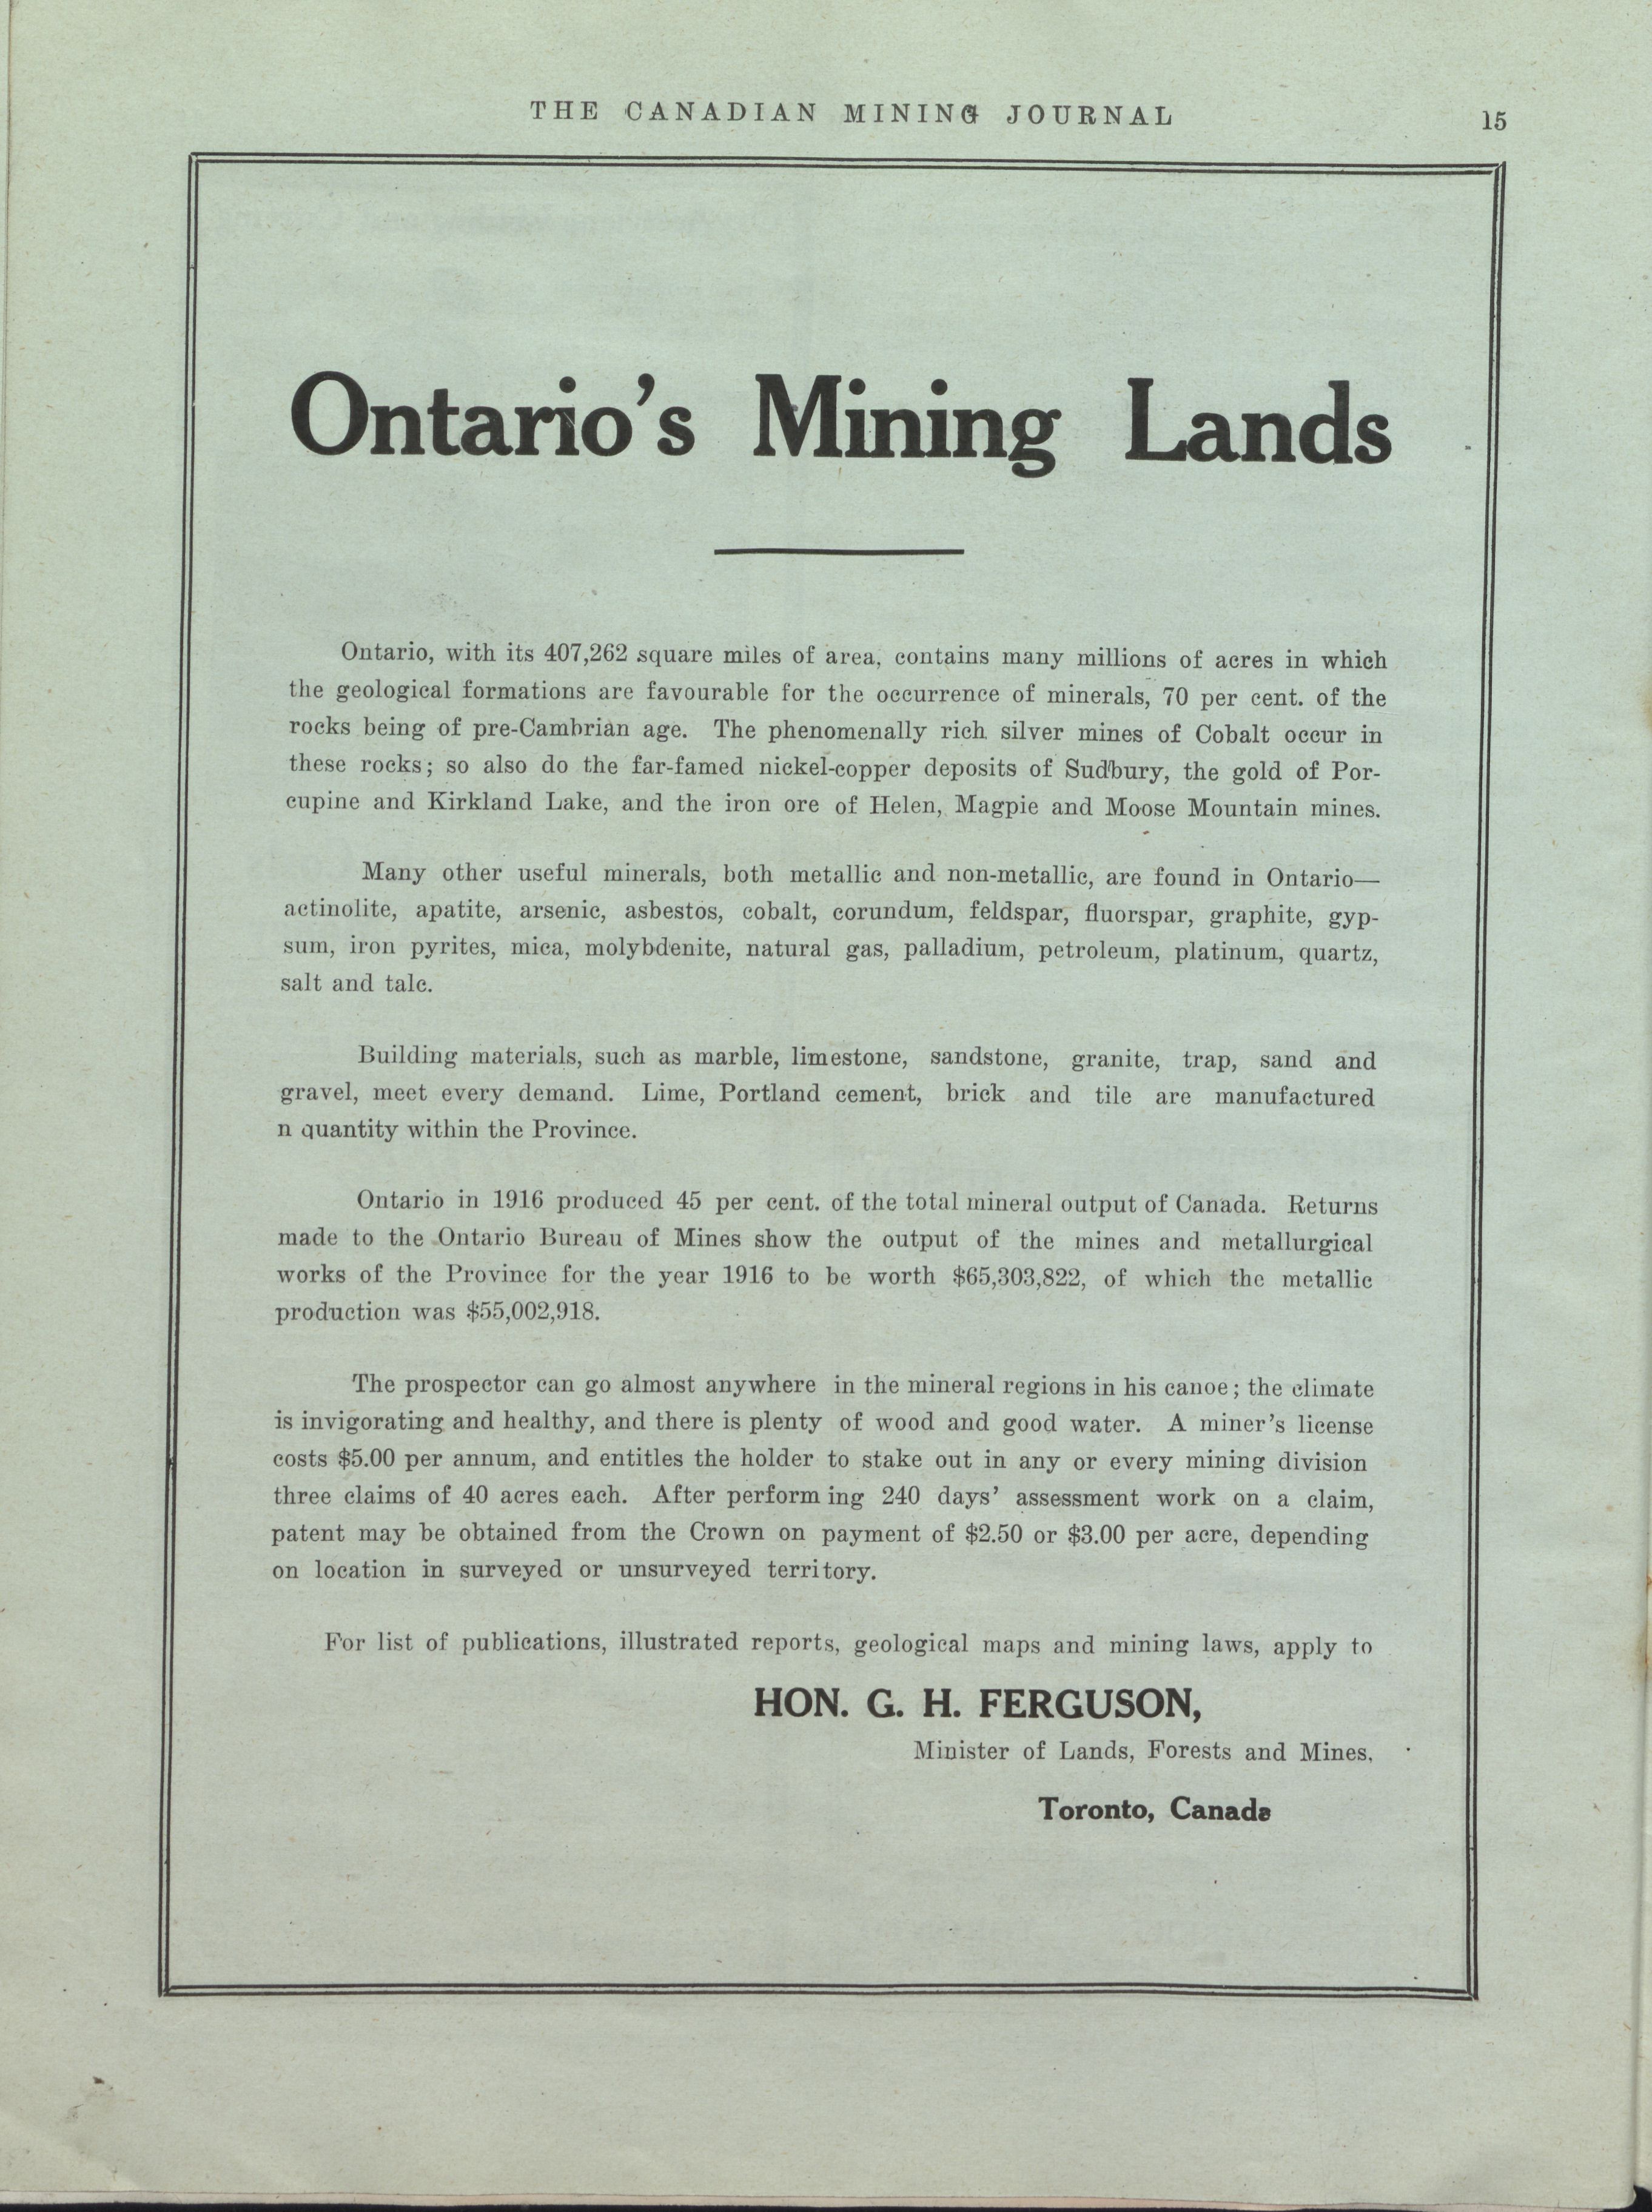 THE CANADIAN MINING JOURNAL 15
Ontario's Mining Lands
Ontario, with its 407,262 square miles of area, contains many millions of acres in which
the geological formations are favourable for the occurrence of minerals, 70 per cent. of the
rocks being of pre-Cambrian age. The phenomenally rich silver mines of Cobalt occur in
these rocks; so also do the far-famed nickel-copper deposits of Sudbury, the gold of Por-
cupine and Kirkland Lake, and the iron ore of Helen, Magpie and Moose Mountain mines.
Many other useful minerals, both metallic and non-metallic, are found in Ontario—
actinolite, apatite, arsenic, asbestos, cobalt, corundum, feldspar, fluorspar, graphite, gyp-
sum, iron pyrites, mica, molybdenite, natural gas, palladium, petroleum, platinum, quartz,
salt and talc.
Building materials, such as marble, limestone, sandstone, granite, trap, sand and
gravel, meet every demand. Lime, Portland cement, brick and tile are manufactured
n quantity within the Province.
Ontario in 1916 produced 45 per cent. of the total mineral output of Canada. Returns
made to the Ontario Bureau of Mines show the output of the mines and metallurgical
works of the Province for the year 1916 to be worth $65,303,822, of which the metallic
production was $55,002,918.
The prospector can go almost anywhere in the mineral regions in his canoe; the climate
is invigorating and healthy, and there is plenty of wood and good water. A miner's license
costs $5.00 per annum, and entitles the holder to stake out in any or every mining division
three claims of 40 acres each. After perform ing 240 days' assessment work on a claim,
patent may be obtained from the Crown on payment of $2.50 or $3.00 per acre, depending
on location in surveyed or unsurveyed territory.
For list of publications, illustrated reports, geological maps and mining laws, apply to
HON. G. H. FERGUSON,
Minister of Lands, Forests and Mines,
Toronto, Canada